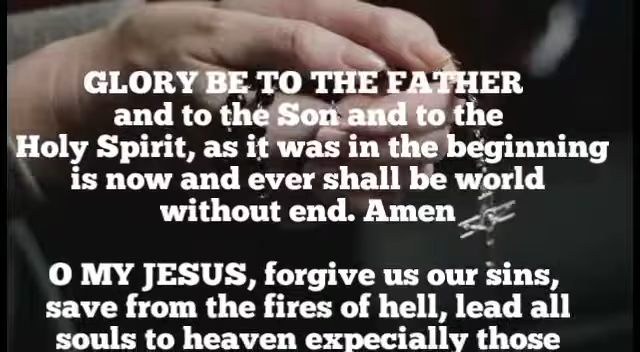 GLORY BE TO THE FATHER
and to the Son and to the
Holy Spirit, as it was in the beginning
is now and ever shall be world
without end. Amen
O MY JESUS, forgive us our sins,
save from the fires of hell, lead all
souls to heaven expecially those